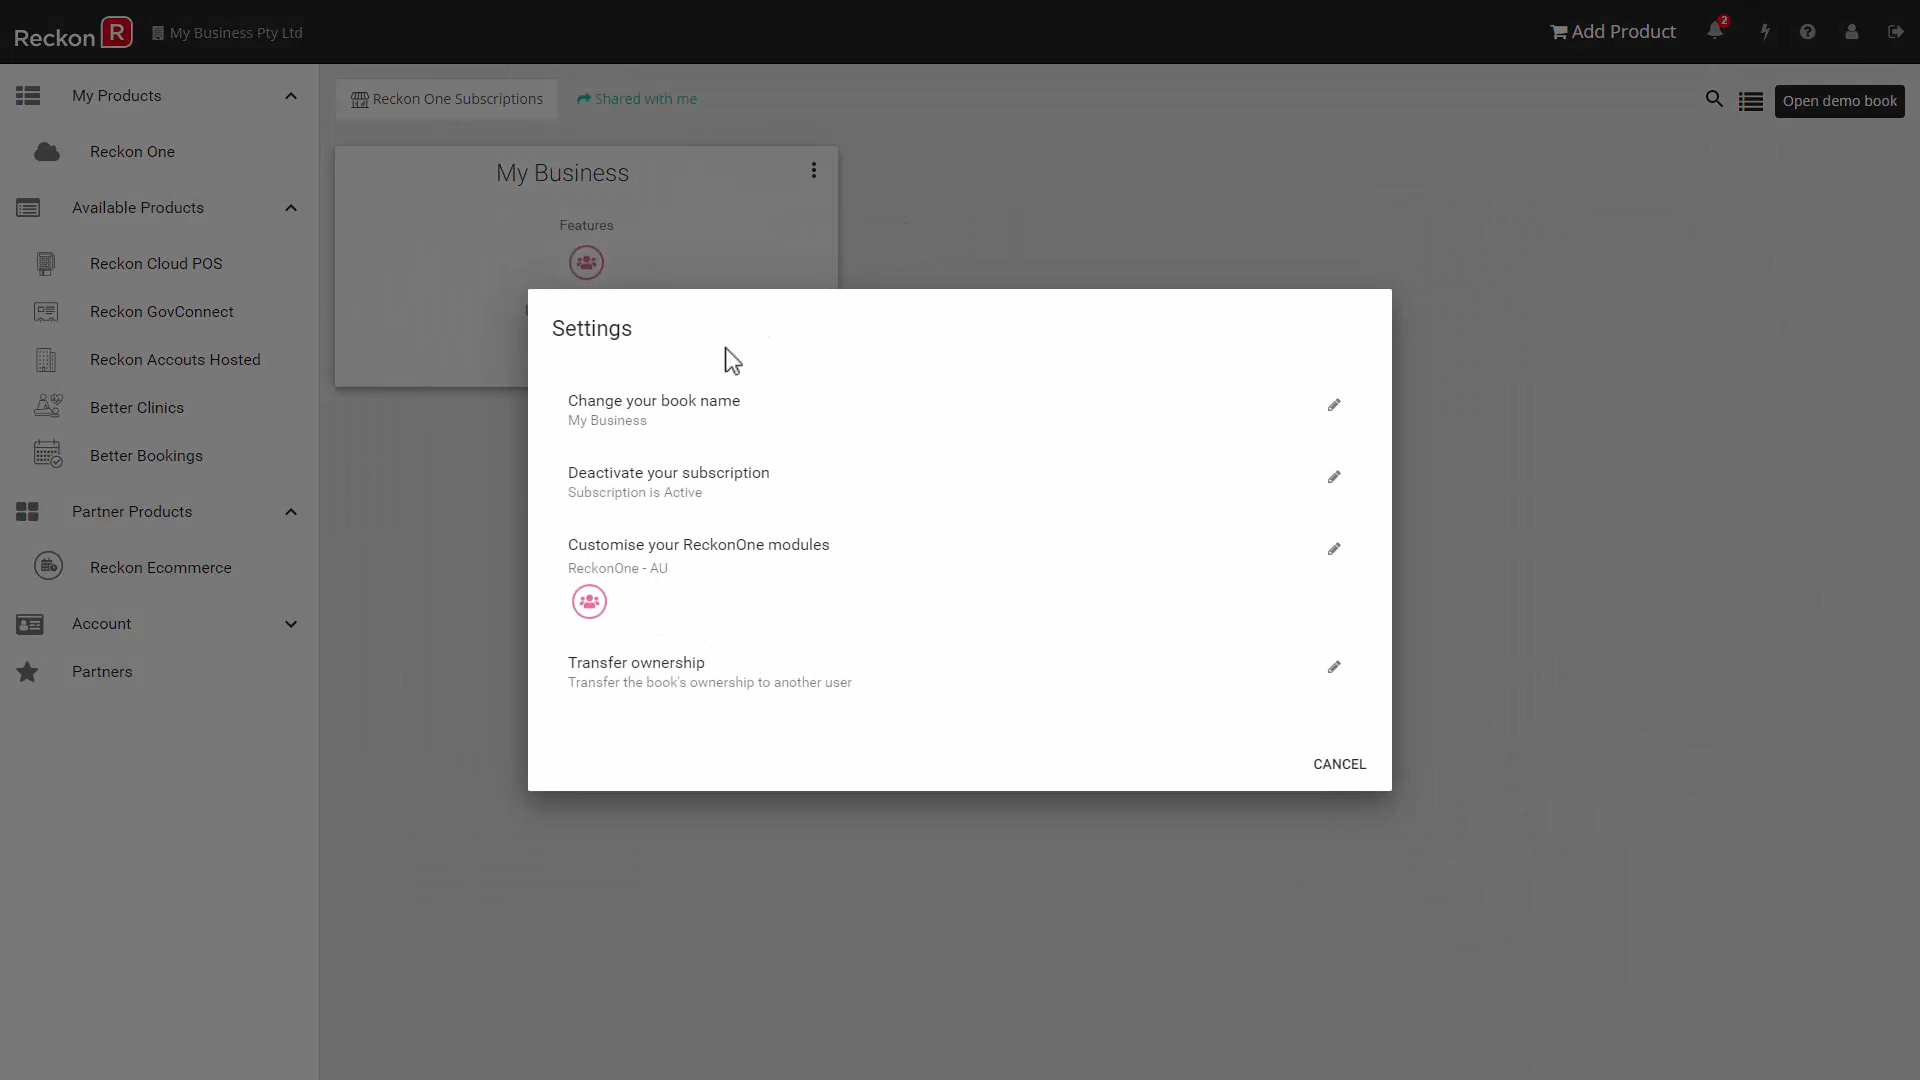 Reckon R
My Business Pty Ltd
Add Product
2
My Products
Reckon One
Available Products
Reckon Cloud POS
Reckon GovConnect
Reckon Accouts Hosted
Better Clinics
Better Bookings
Partner Products
Reckon Ecommerce
Account
Partners
Reckon One Subscriptions
Shared with me
Open demo book
My Business
Features
Settings
Change your book name
My Business
Deactivate your subscription
Subscription is Active
Customise your ReckonOne modules
ReckonOne - AU
Transfer ownership
Transfer the book's ownership to another user
CANCEL